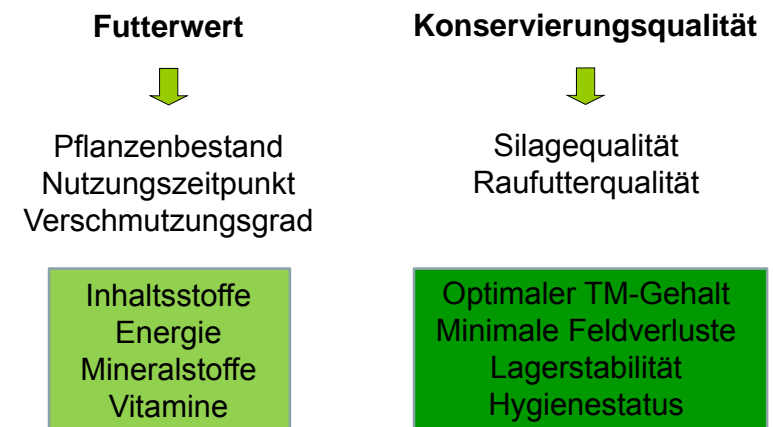 Futterwert
Pflanzenbestand
Nutzungszeitpunkt
Verschmutzungsgrad
Inhaltsstoffe
Energie
Mineralstoffe
Vitamine
Konservierungsqualität
Silagequalität
Raufutterqualität
Optimaler TM-Gehalt
Minimale Feldverluste
Lagerstabilität
Hygienestatus